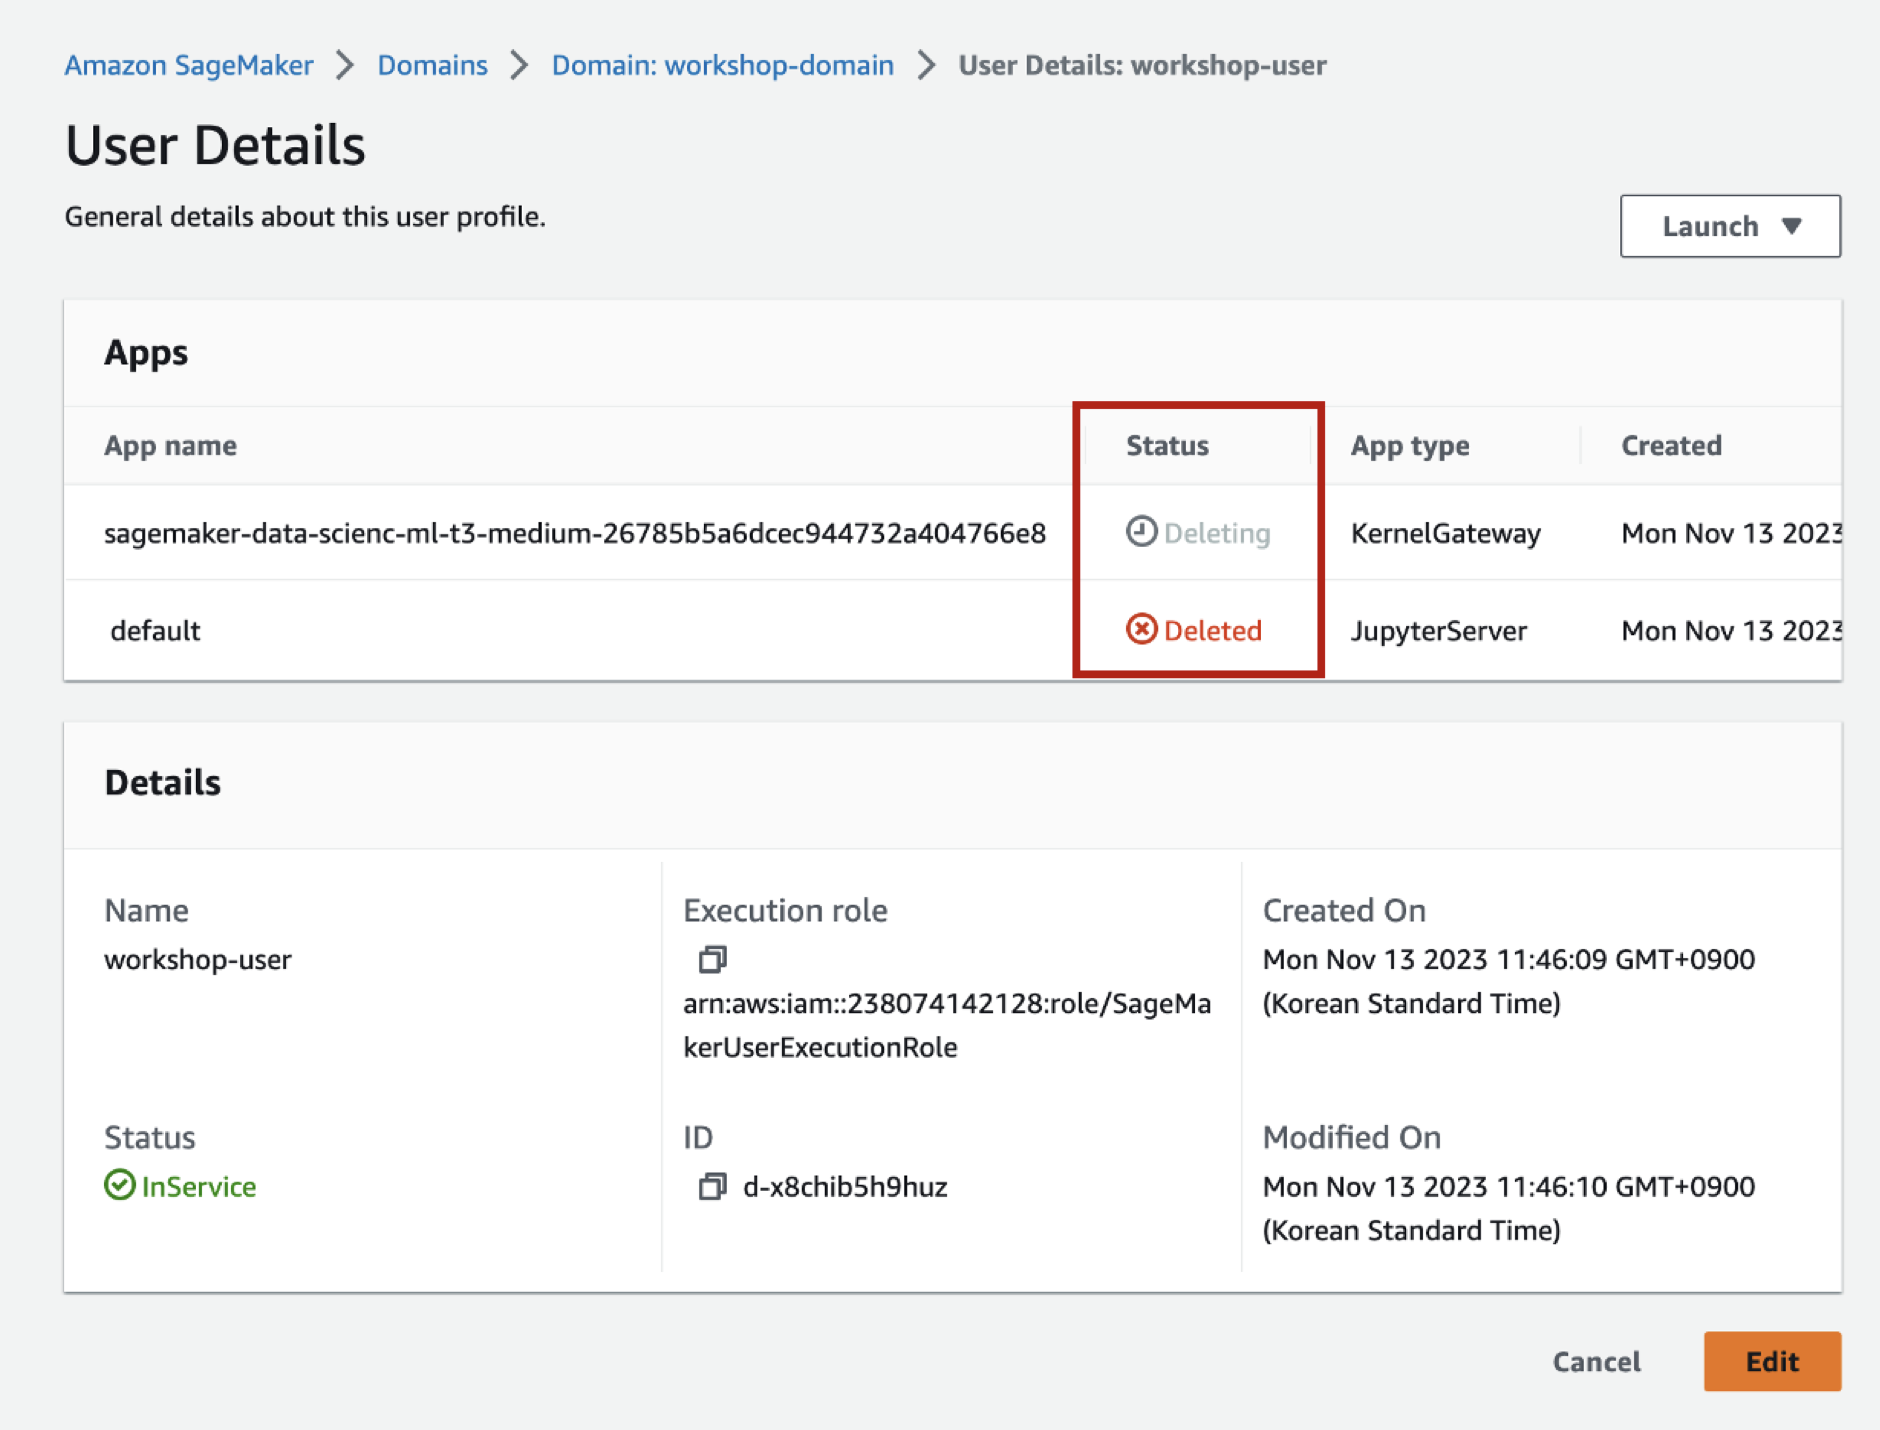 Amazon SageMaker > Domains > Domain: workshop-domain > User Details: workshop-user
User Details
General details about this user profile.
Launch ▼
Apps
App name Status App type Created
sagemaker-data-scienc-ml-t3-medium-26785b5a6dcec944732a404766e8 Deleting KernelGateway Mon Nov 13 2023
default Deleted JupyterServer Mon Nov 13 2023
Details
Name
workshop-user
Execution role
arn:aws:iam::238074142128:role/SageMa
kerUserExecutionRole
Created On
Mon Nov 13 2023 11:46:09 GMT+0900
(Korean Standard Time)
Status
InService
ID
d-x8chib5h9huz
Modified On
Mon Nov 13 2023 11:46:10 GMT+0900
(Korean Standard Time)
Cancel Edit